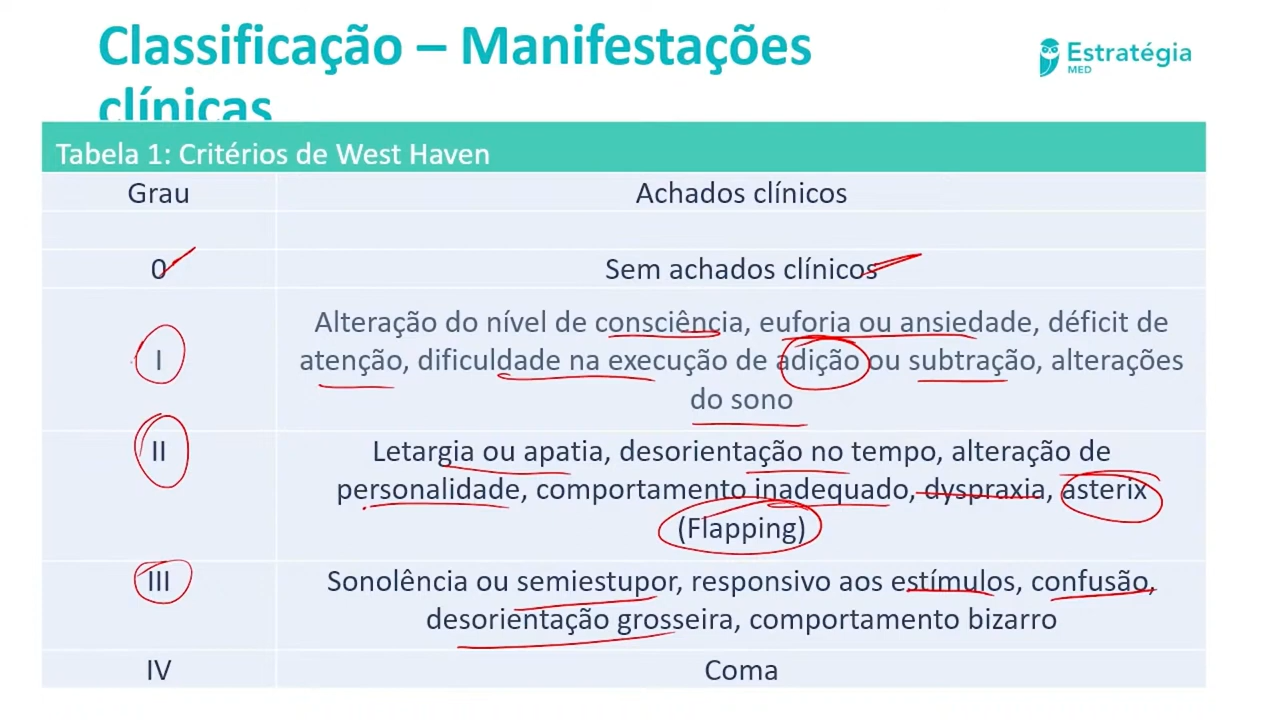 Classificação – Manifestações
clínicas
Estratégia
MED
Tabela 1: Critérios de West Haven
Grau Achados clínicos
0 Sem achados clínicos
Alteração do nível de consciência, euforia ou ansiedade, déficit de
I atenção, dificuldade na execução de adição ou subtração, alterações
do sono
II Letargia ou apatia, desorientação no tempo, alteração de
personalidade, comportamento inadequado, dyspraxia, asterix
(Flapping)
III Sonolência ou semiestupor, responsivo aos estímulos, confusão,
desorientação grosseira, comportamento bizarro
IV Coma